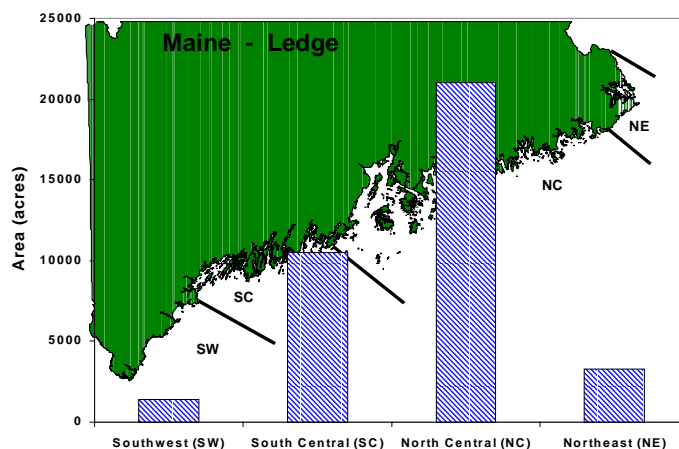 Maine - Ledge
Area (acres)
25000
20000
15000
10000
5000
0
NE
NC
SC
SW
Southwest (SW)
South Central (SC)
North Central (NC)
Northeast (NE)